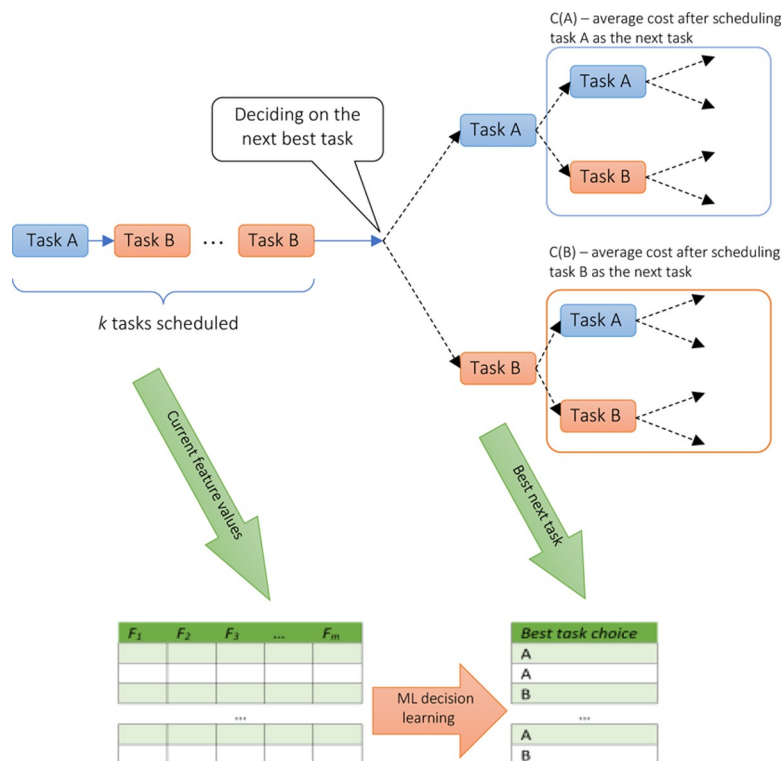 C(A) – average cost after scheduling
task A as the next task
Deciding on the
next best task
Task A
Task A
Task B
Task A
Task B
...
Task B
k tasks scheduled
C(B) – average cost after scheduling
task B as the next task
Task A
Task B
Task B
Current feature values
Best next task
F1 F2 F3 ... Fm
...
ML decision
learning
Best task choice
A
A
B
...
A
B